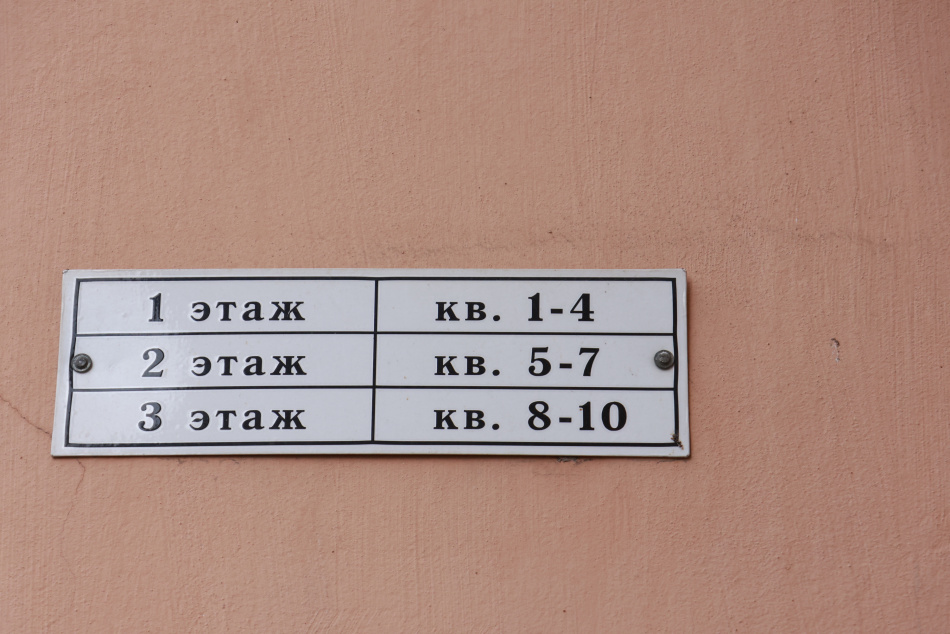 1 этаж кв. 1-4
2 этаж кв. 5-7
3 этаж кв. 8-10